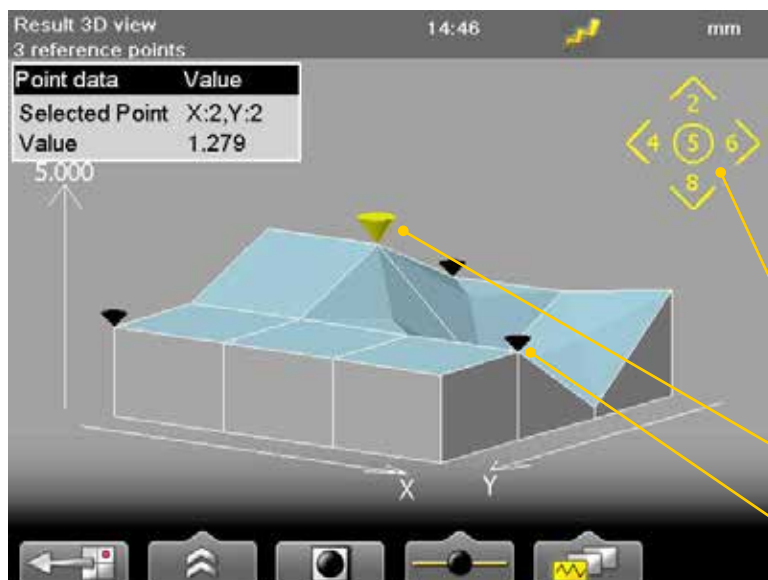 Result 3D view 14:46 mm
3 reference points
Point data Value
Selected Point X:2,Y:2
Value 1.279
5.000
2
4 5 6
8
X Y